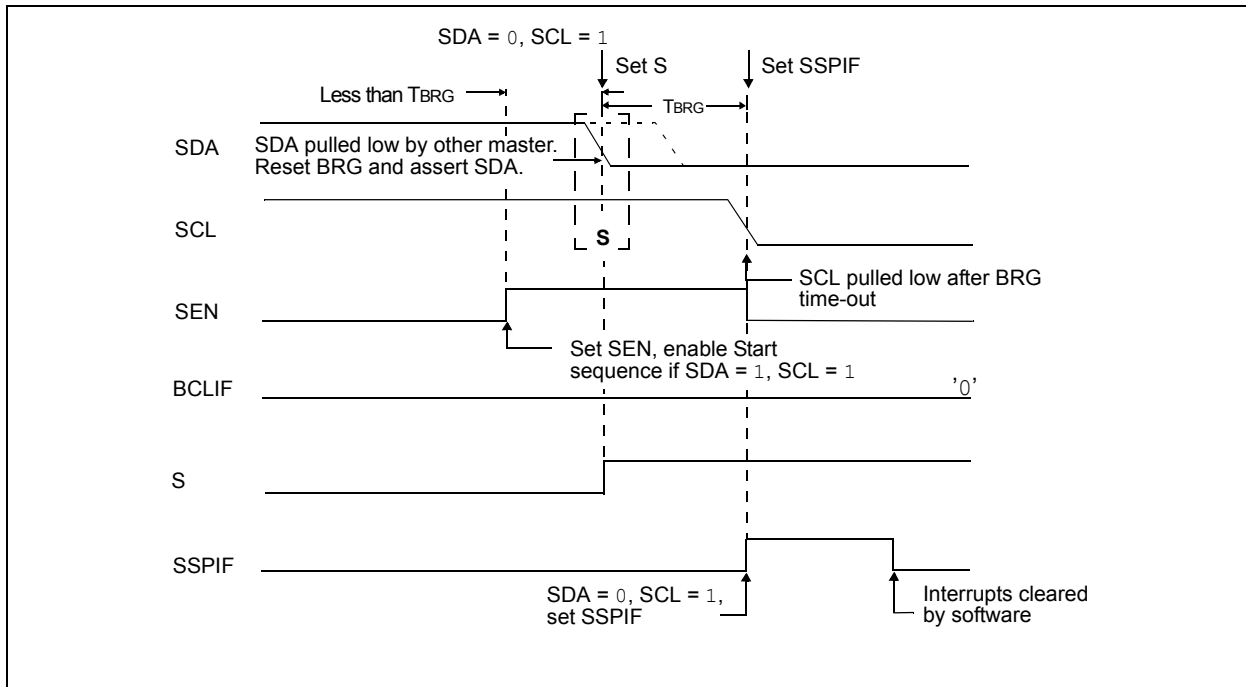 SDA = 0, SCL = 1
Set S
Set SSPIF
Less than TBRG
TBRG
SDA
SDA pulled low by other master.
Reset BRG and assert SDA.
SCL
S
SCL pulled low after BRG
time-out
SEN
Set SEN, enable Start
sequence if SDA = 1, SCL = 1
BCLIF
’0’
S
SSPIF
SDA = 0, SCL = 1,
set SSPIF
Interrupts cleared
by software